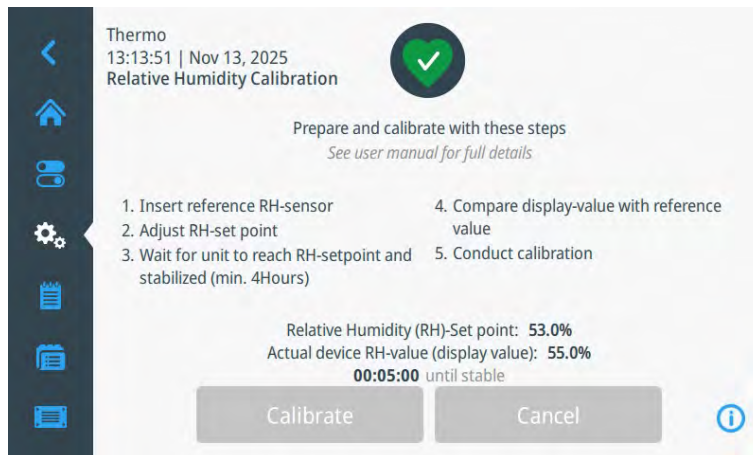 Thermo
13:13:51 | Nov 13, 2025
Relative Humidity Calibration
Prepare and calibrate with these steps
See user manual for full details
1. Insert reference RH-sensor
2. Adjust RH-set point
3. Wait for unit to reach RH-setpoint and
stabilized (min. 4Hours)
4. Compare display-value with reference
value
5. Conduct calibration
Relative Humidity (RH)-Set point: 53.0%
Actual device RH-value (display value): 55.0%
00:05:00 until stable
Calibrate
Cancel